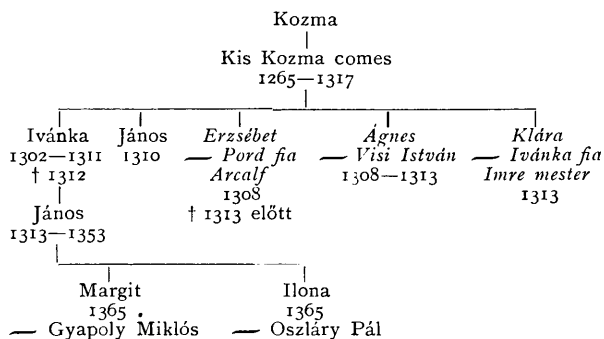 Kozma
Kis Kozma comes
1265—1317
Ivánka János Erzsébet Ágnes Klára
1302—1311 1310 — Pord fia — Visi István — Ivánka fia
† 1312 Arcalf 1308—1313 Imre mester
1308 1313
János † 1313 előtt
1313—1353
Margit Ilona
1365 . 1365
— Gyapoly Miklós — Oszláry Pál